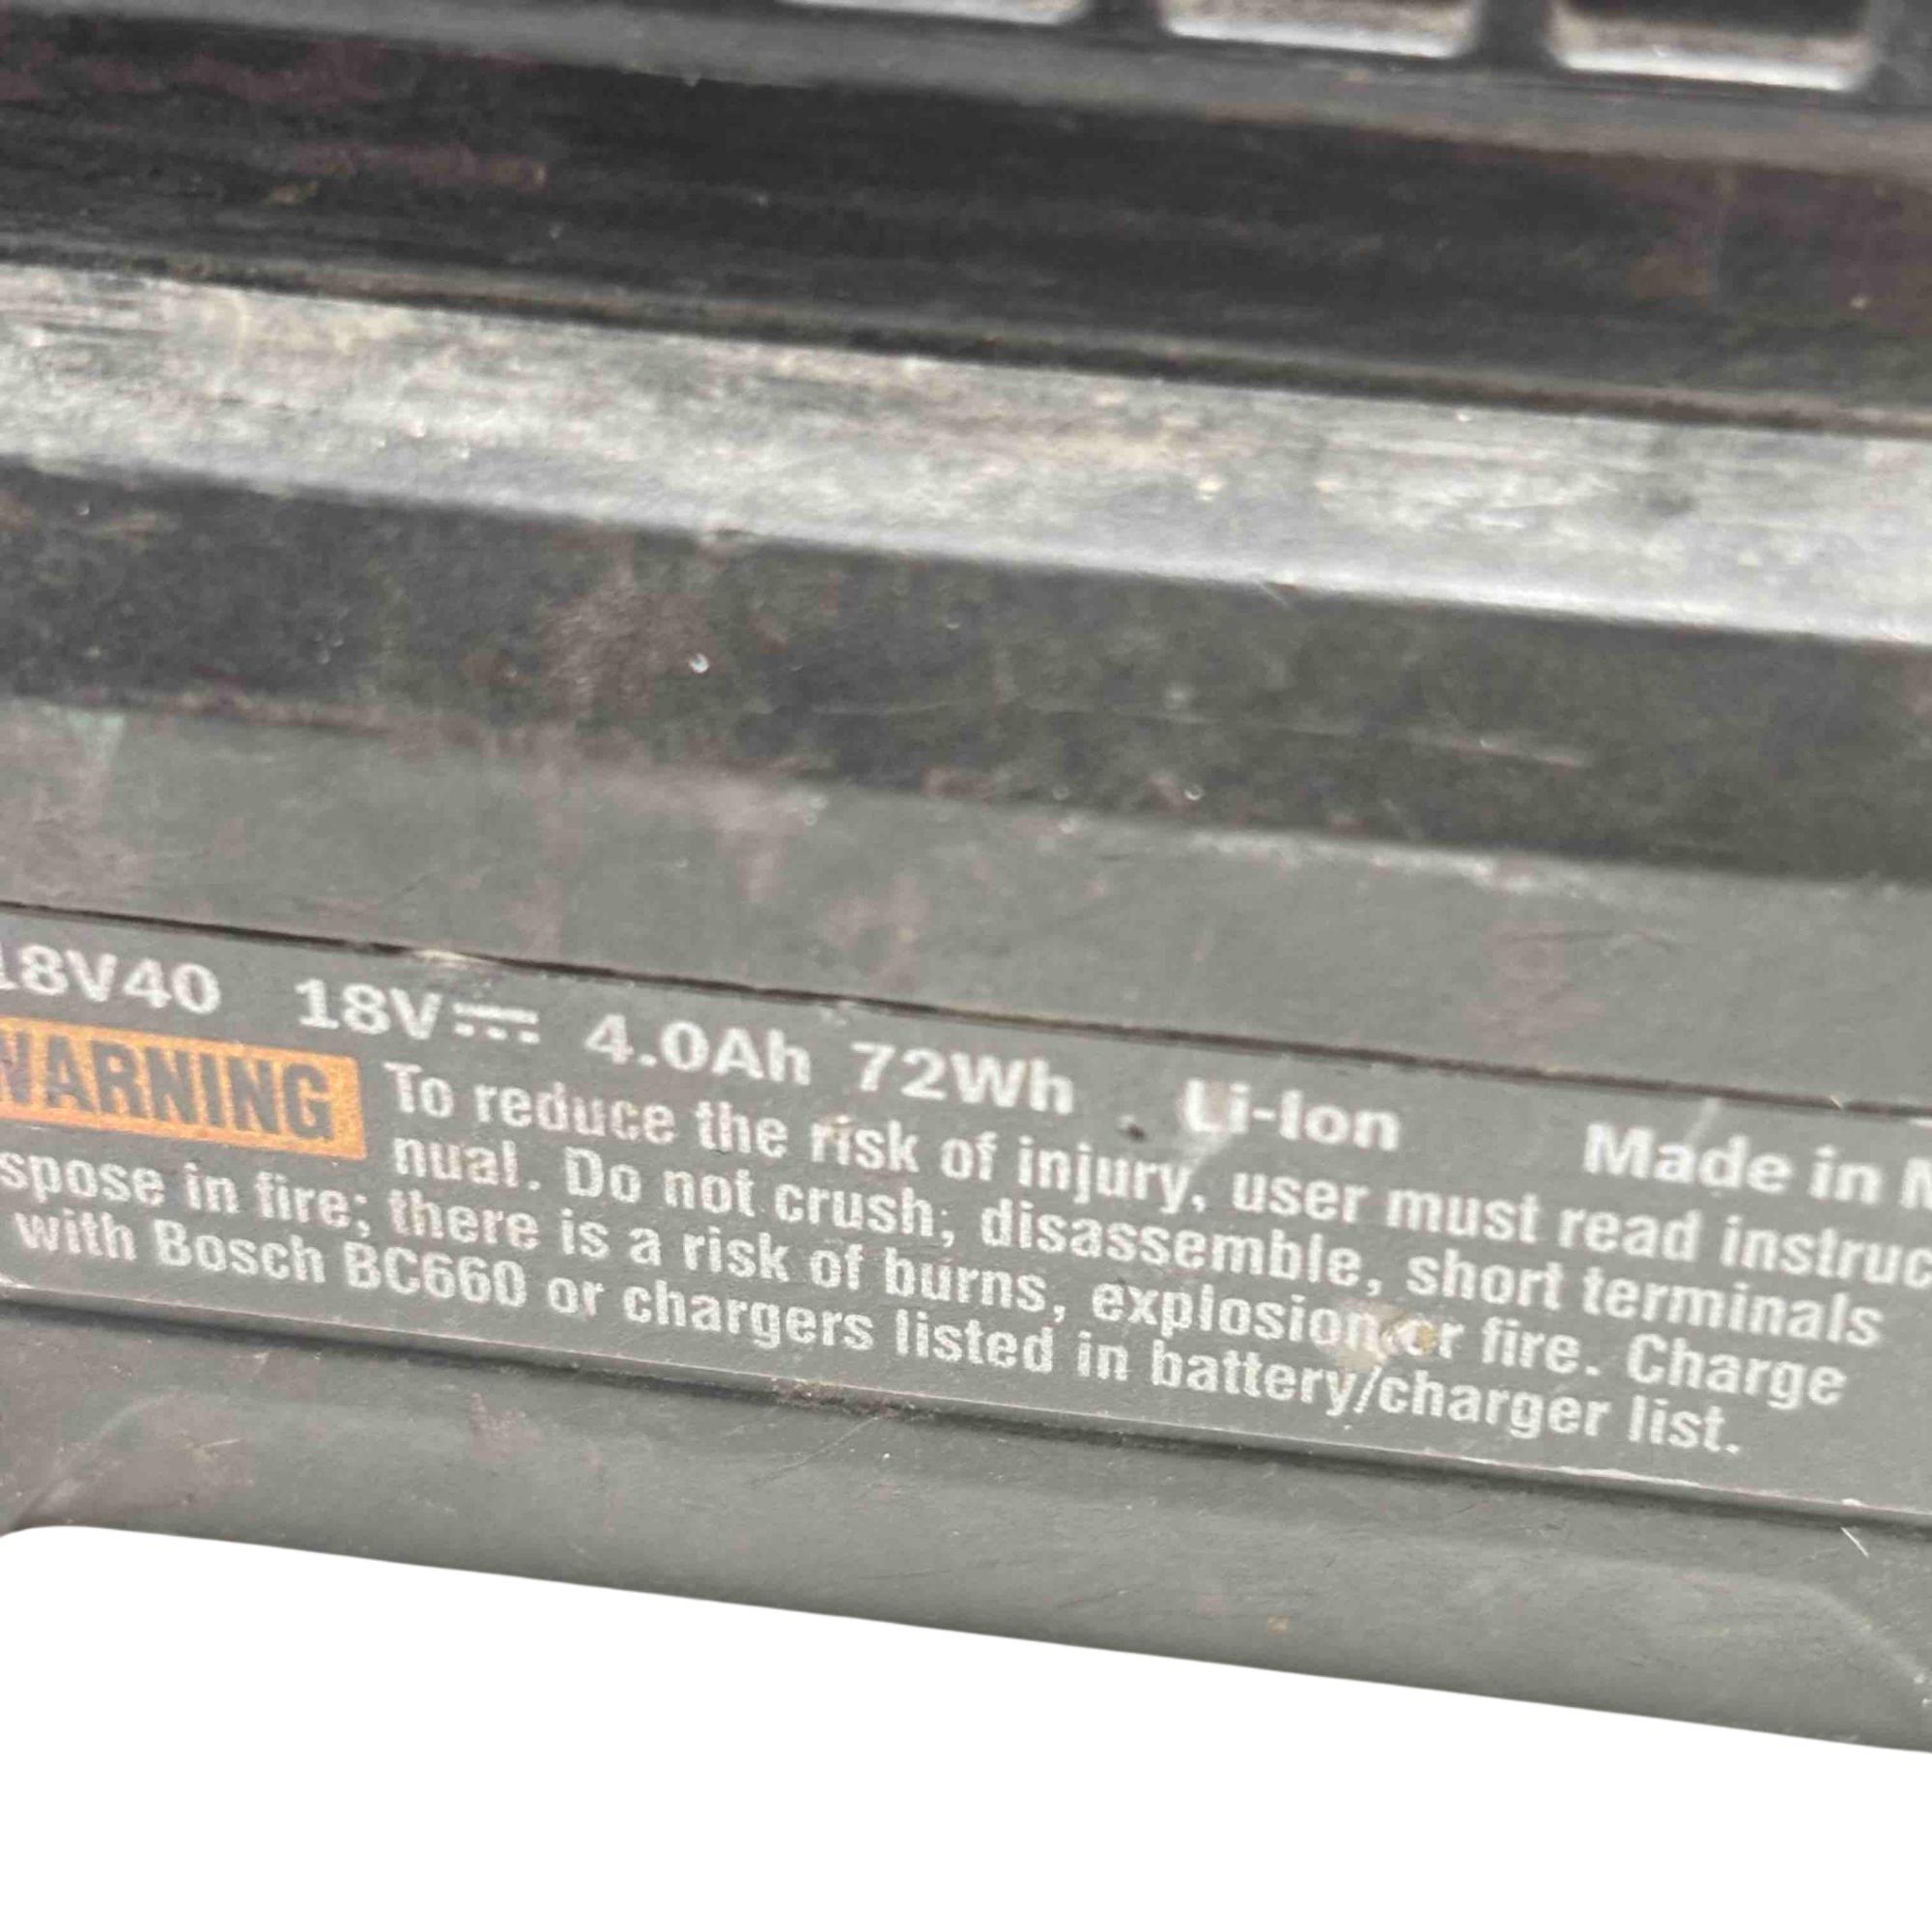 18V40 18V⎓ 4.0Ah 72Wh Li-Ion Made in M
WARNING To reduce the risk of injury, user must read instruc
nual. Do not crush, disassemble, short terminals
spose in fire; there is a risk of burns, explosion or fire. Charge
with Bosch BC660 or chargers listed in battery/charger list.